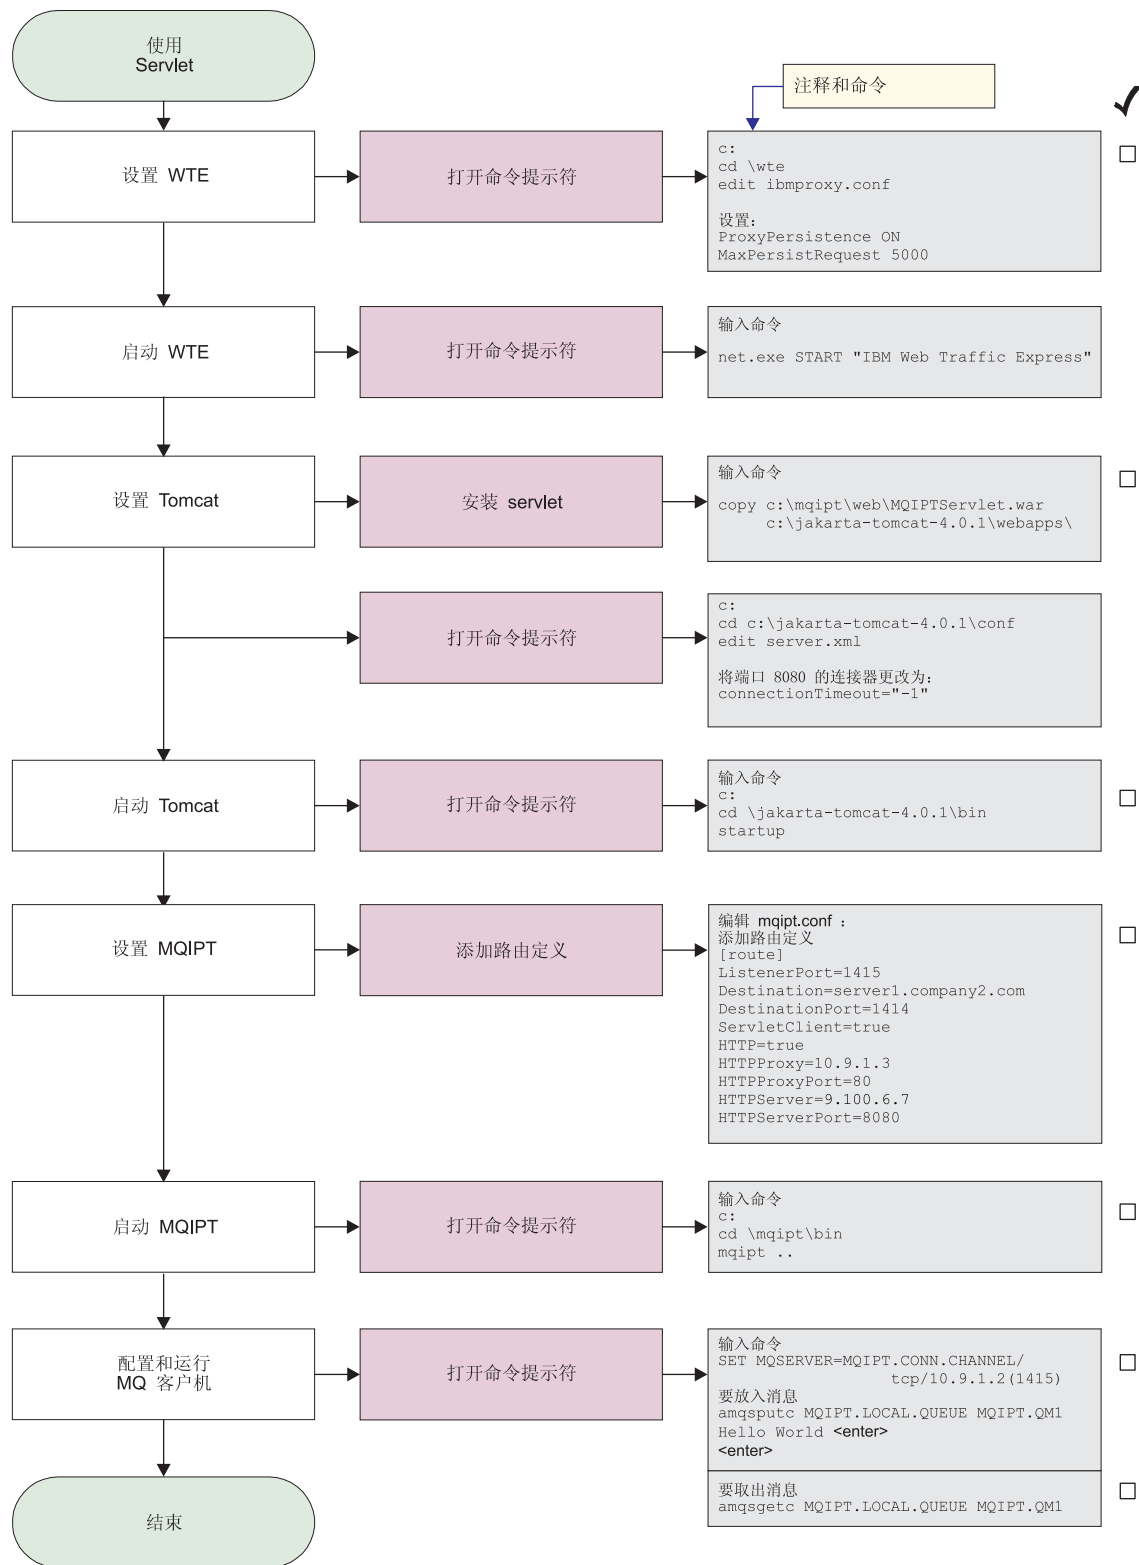 使用
Servlet
注释和命令
设置 WTE
打开命令提示符
c:
cd \wte
edit ibmproxy.conf
设置:
ProxyPersistence ON
MaxPersistRequest 5000
启动 WTE
打开命令提示符
输入命令
net.exe START "IBM Web Traffic Express"
设置 Tomcat
安装 servlet
输入命令
copy c:\mqipt\web\MQIPTServlet.war
c:\jakarta-tomcat-4.0.1\webapps\
打开命令提示符
c:
cd c:\jakarta-tomcat-4.0.1\conf
edit server.xml
将端口 8080 的连接器更改为:
connectionTimeout="-1"
启动 Tomcat
打开命令提示符
输入命令
c:
cd \jakarta-tomcat-4.0.1\bin
startup
设置 MQIPT
添加路由定义
编辑 mqipt.conf :
添加路由定义
[route]
ListenerPort=1415
Destination=server1.company2.com
DestinationPort=1414
ServletClient=true
HTTP=true
HTTPProxy=10.9.1.3
HTTPProxyPort=80
HTTPServer=9.100.6.7
HTTPServerPort=8080
启动 MQIPT
打开命令提示符
输入命令
c:
cd \mqipt\bin
mqipt ..
配置和运行
MQ 客户机
打开命令提示符
输入命令
SET MQSERVER=MQIPT.CONN.CHANNEL/
tcp/10.9.1.2(1415)
要放入消息
amqsputc MQIPT.LOCAL.QUEUE MQIPT.QM1
Hello World <enter>
<enter>
要取出消息
amqsgetc MQIPT.LOCAL.QUEUE MQIPT.QM1
结束